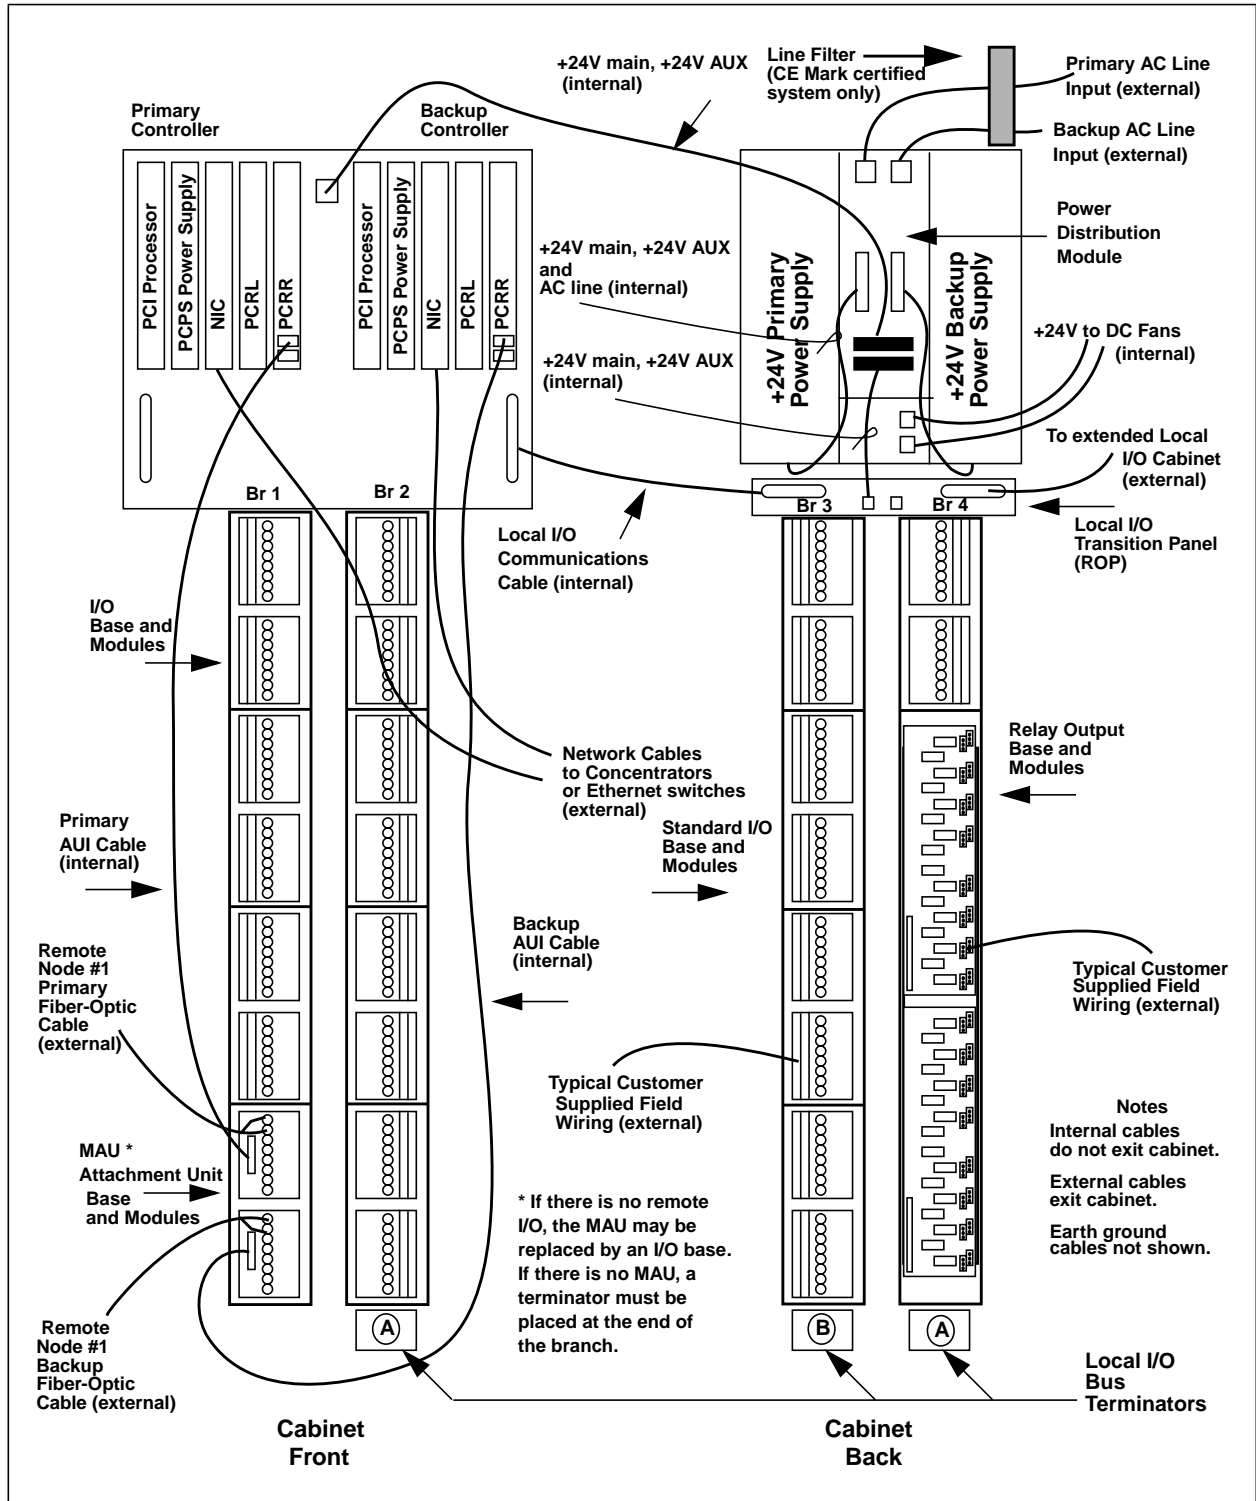 +24V main, +24V AUX
(internal)
Line Filter
(CE Mark certified
system only)
Primary AC Line
Input (external)
Backup AC Line
Input (external)
Primary
Controller
Backup
Controller
PCI Processor
PCPS Power Supply
NIC
PCRL
PCRR
PCI Processor
PCPS Power Supply
NIC
PCRL
PCRR
+24V main, +24V AUX
and
AC line (internal)
+24V main, +24V AUX
(internal)
+24V Primary
Power Supply
+24V Backup
Power Supply
Power
Distribution
Module
+24V to DC Fans
(internal)
To extended Local
I/O Cabinet
(external)
Br 1
Br 2
Br 3
Br 4
Local I/O
Communications
Cable (internal)
Local I/O
Transition Panel
(ROP)
I/O
Base and
Modules
Network Cables
to Concentrators
or Ethernet switches
(external)
Relay Output
Base and
Modules
Primary
AUI Cable
(internal)
Standard I/O
Base and
Modules
Backup
AUI Cable
(internal)
Remote
Node #1
Primary
Fiber-Optic
Cable
(external)
Typical Customer
Supplied Field
Wiring (external)
Typical Customer
Supplied Field
Wiring (external)
MAU *
Attachment Unit
Base
and Modules
Notes
Internal cables
do not exit cabinet.
External cables
exit cabinet.
Earth ground
cables not shown.
* If there is no remote
I/O, the MAU may be
replaced by an I/O base.
If there is no MAU, a
terminator must be
placed at the end of
the branch.
Remote
Node #1
Backup
Fiber-Optic
Cable (external)
A
B
A
Local I/O
Bus
Terminators
Cabinet
Front
Cabinet
Back